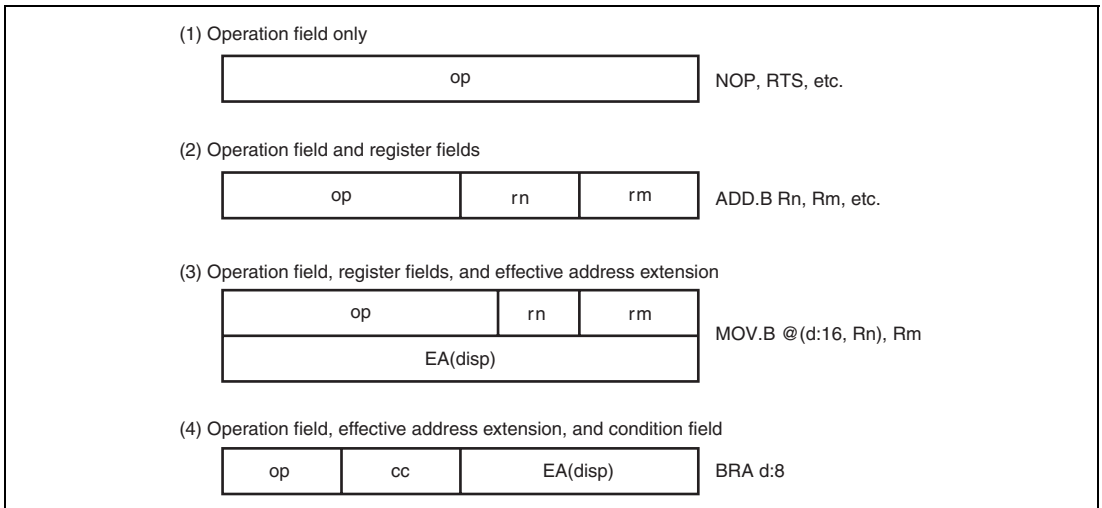 (1) Operation field only
op
NOP, RTS, etc.
(2) Operation field and register fields
op rn rm
ADD.B Rn, Rm, etc.
(3) Operation field, register fields, and effective address extension
op rn rm
EA(disp)
MOV.B @(d:16, Rn), Rm
(4) Operation field, effective address extension, and condition field
op cc EA(disp)
BRA d:8